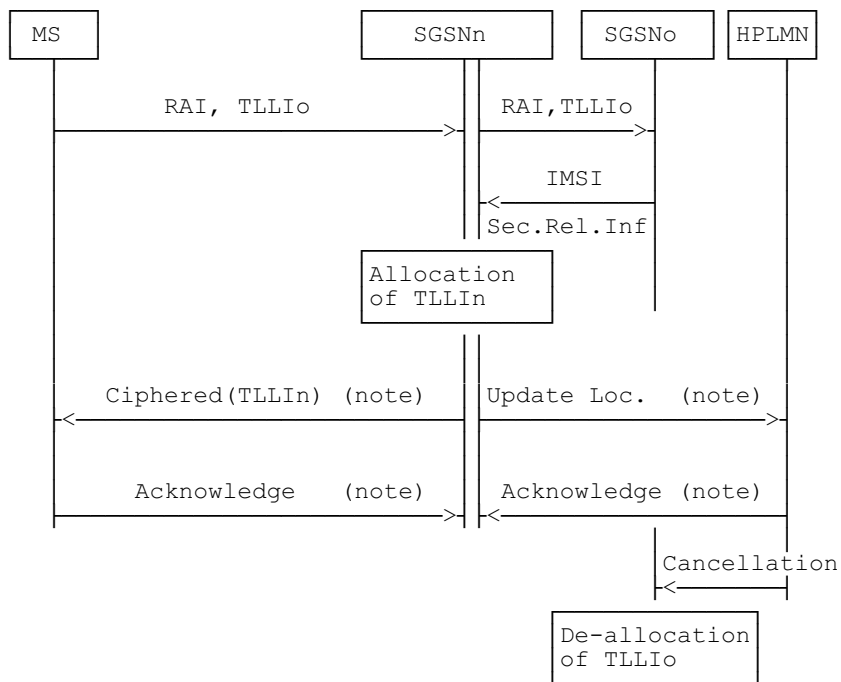 MS SGSNn SGSNo HPLMN
RAI, TLLIo RAI,TLLIo
IMSI
Sec.Rel.Inf
Allocation
of TLLIn
Ciphered(TLLIn) (note) Update Loc. (note)
Acknowledge (note) Acknowledge (note)
Cancellation
De-allocation
of TLLIo